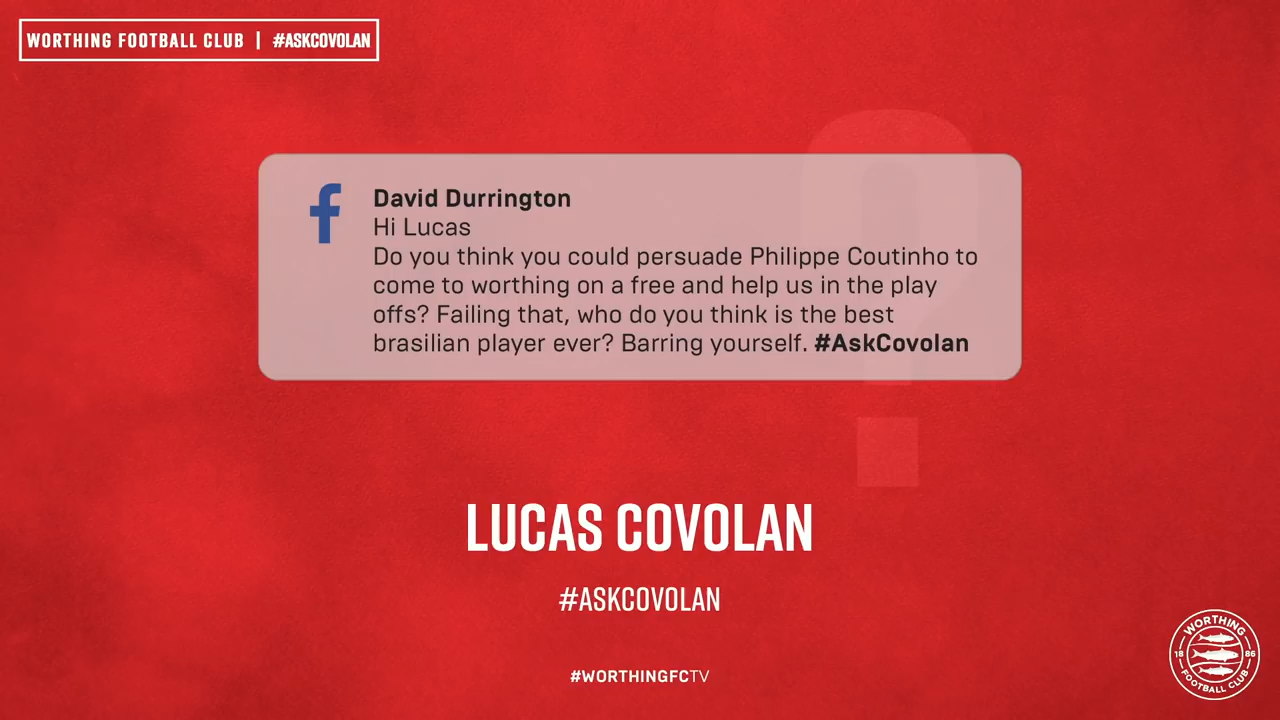 WORTHING FOOTBALL CLUB | #ASKCOVOLAN
David Durrington
Hi Lucas
Do you think you could persuade Philippe Coutinho to
come to worthing on a free and help us in the play
offs? Failing that, who do you think is the best
brasilian player ever? Barring yourself. #AskCovolan
LUCAS COVOLAN
#ASKCOVOLAN
#WORTHINGFCTV
WORTHING
18 86
FOOTBALL CLUB